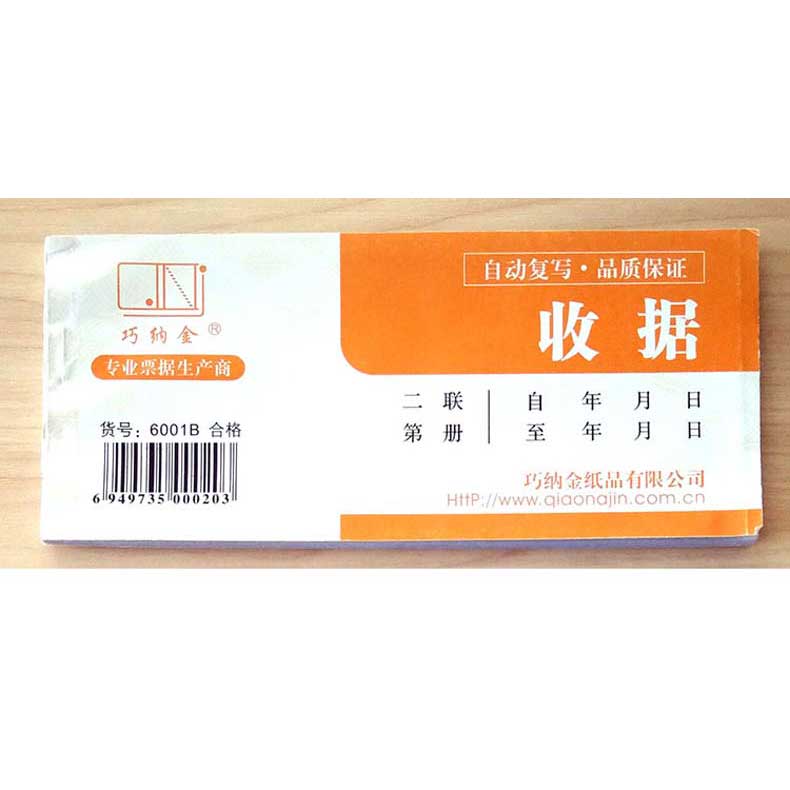 巧纳金®
专业票据生产商
货号：6001B 合格
6 949735 000203
自动复写·品质保证
收据
二 联 自 年 月 日
第 册 至 年 月 日
巧纳金纸品有限公司
HttP://www.qiaonajin.com.cn